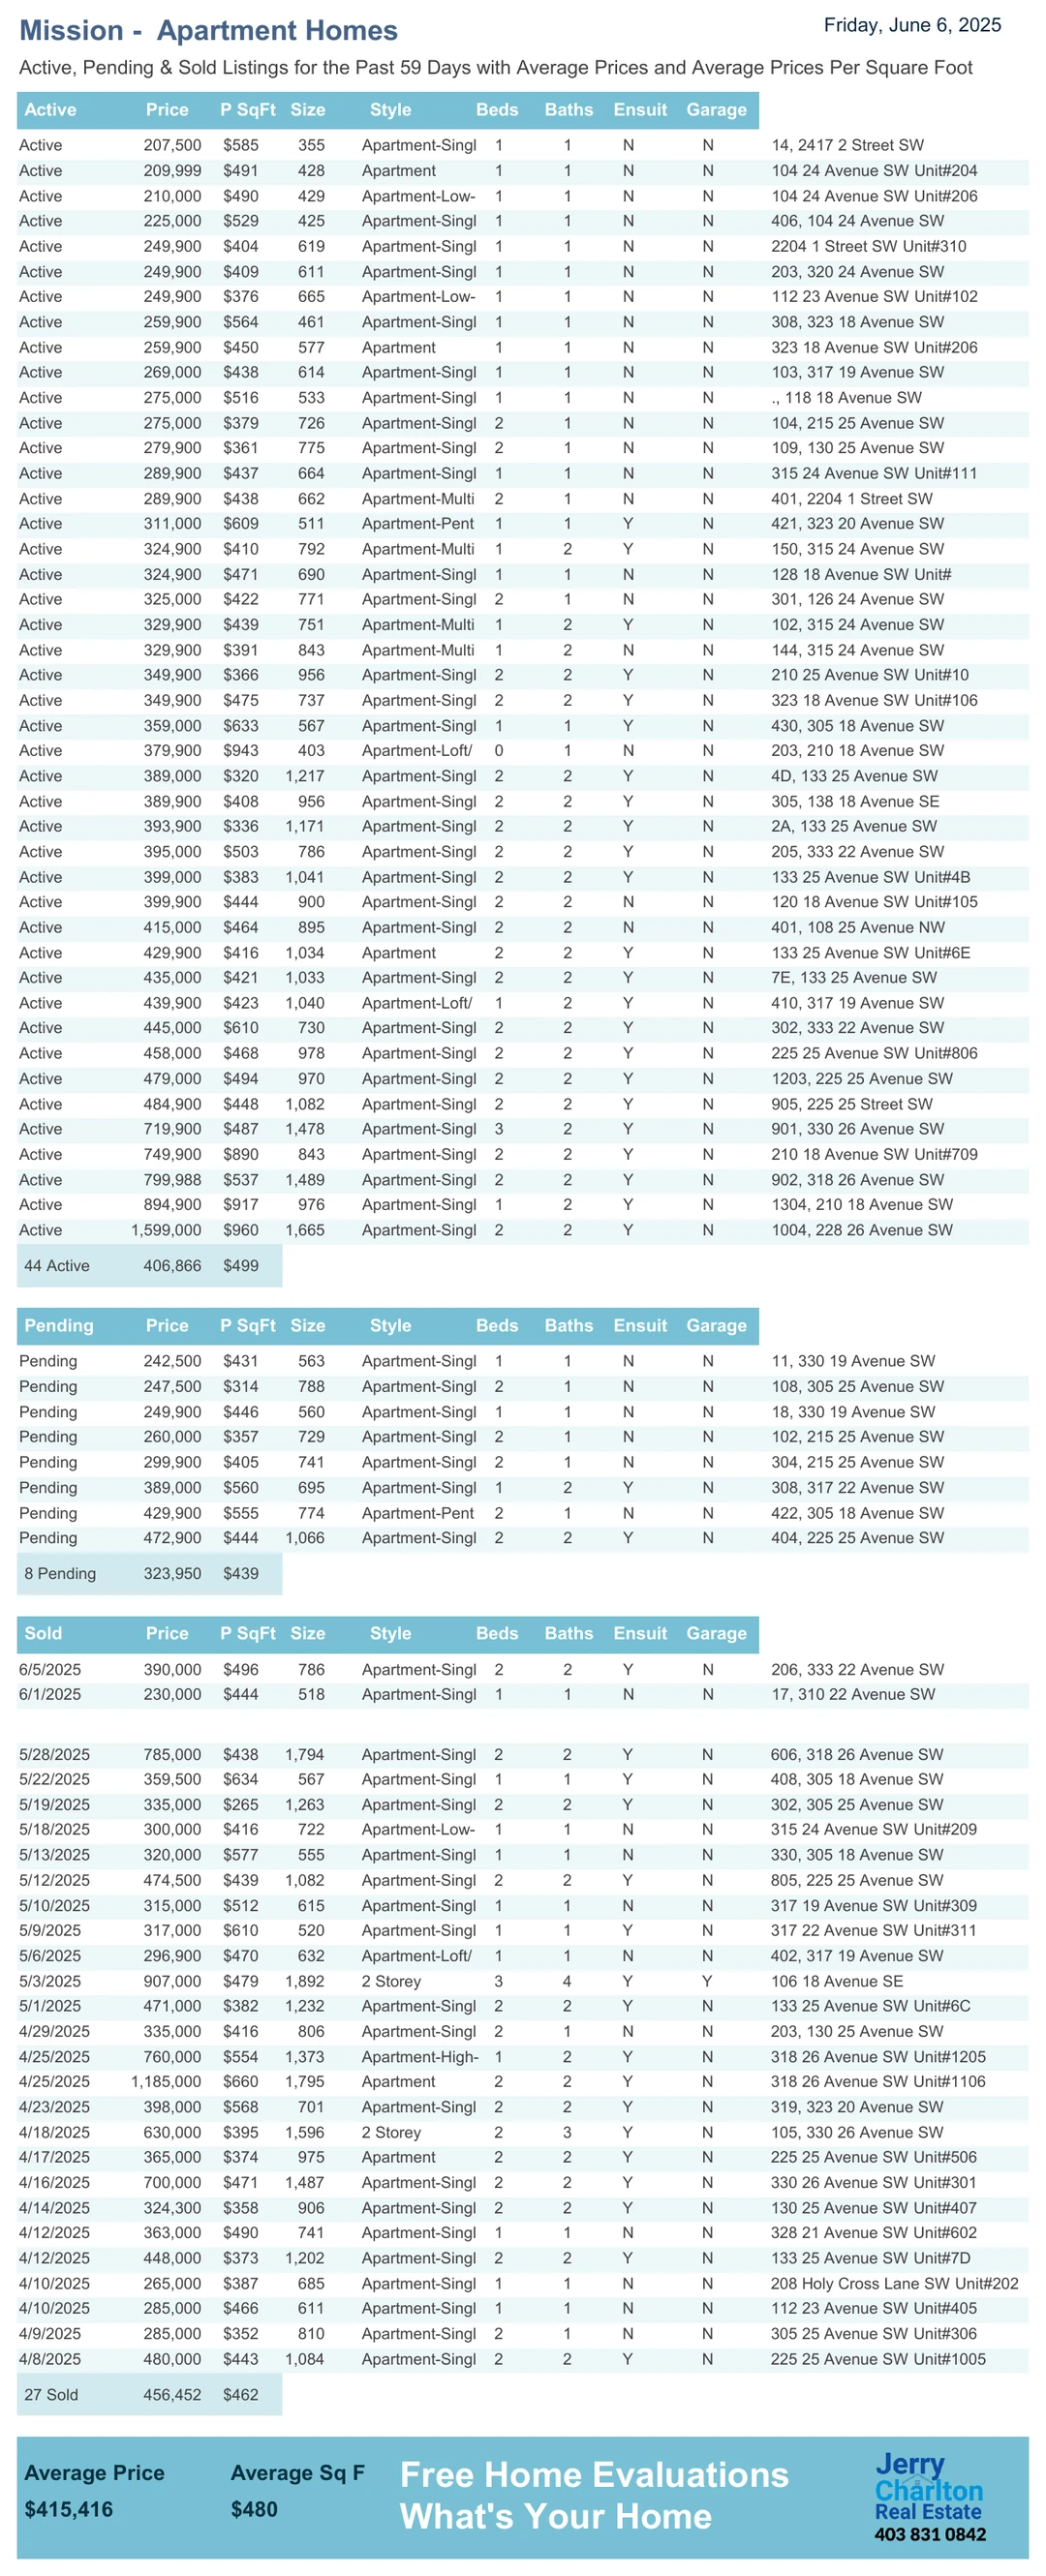 Mission -  Apartment Homes
Friday, June 6, 2025
Active, Pending & Sold Listings for the Past 59 Days with Average Prices and Average Prices Per Square Foot
Active Price P SqFt Size Style Beds Baths Ensuit Garage
Active 207,500 $585 355 Apartment-Singl 1 1 N N 14, 2417 2 Street SW
Active 209,999 $491 428 Apartment 1 1 N N 104 24 Avenue SW Unit#204
Active 210,000 $490 429 Apartment-Low- 1 1 N N 104 24 Avenue SW Unit#206
Active 225,000 $529 425 Apartment-Singl 1 1 N N 406, 104 24 Avenue SW
Active 249,900 $404 619 Apartment-Singl 1 1 N N 2204 1 Street SW Unit#310
Active 249,900 $409 611 Apartment-Singl 1 1 N N 203, 320 24 Avenue SW
Active 249,900 $376 665 Apartment-Low- 1 1 N N 112 23 Avenue SW Unit#102
Active 259,900 $564 461 Apartment-Singl 1 1 N N 308, 323 18 Avenue SW
Active 259,900 $450 577 Apartment 1 1 N N 323 18 Avenue SW Unit#206
Active 269,000 $438 614 Apartment-Singl 1 1 N N 103, 317 19 Avenue SW
Active 275,000 $516 533 Apartment-Singl 1 1 N N ., 118 18 Avenue SW
Active 275,000 $379 726 Apartment-Singl 2 1 N N 104, 215 25 Avenue SW
Active 279,900 $361 775 Apartment-Singl 2 1 N N 109, 130 25 Avenue SW
Active 289,900 $437 664 Apartment-Singl 1 1 N N 315 24 Avenue SW Unit#111
Active 289,900 $438 662 Apartment-Multi 2 1 N N 401, 2204 1 Street SW
Active 311,000 $609 511 Apartment-Pent 1 1 Y N 421, 323 20 Avenue SW
Active 324,900 $410 792 Apartment-Multi 1 2 Y N 150, 315 24 Avenue SW
Active 324,900 $471 690 Apartment-Singl 1 1 N N 128 18 Avenue SW Unit#
Active 325,000 $422 771 Apartment-Singl 2 1 N N 301, 126 24 Avenue SW
Active 329,900 $439 751 Apartment-Multi 1 2 Y N 102, 315 24 Avenue SW
Active 329,900 $391 843 Apartment-Multi 1 2 N N 144, 315 24 Avenue SW
Active 349,900 $366 956 Apartment-Singl 2 2 Y N 210 25 Avenue SW Unit#10
Active 349,900 $475 737 Apartment-Singl 2 2 Y N 323 18 Avenue SW Unit#106
Active 359,000 $633 567 Apartment-Singl 1 1 Y N 430, 305 18 Avenue SW
Active 379,900 $943 403 Apartment-Loft/ 0 1 N N 203, 210 18 Avenue SW
Active 389,000 $320 1,217 Apartment-Singl 2 2 Y N 4D, 133 25 Avenue SW
Active 389,900 $408 956 Apartment-Singl 2 2 Y N 305, 138 18 Avenue SE
Active 393,900 $336 1,171 Apartment-Singl 2 2 Y N 2A, 133 25 Avenue SW
Active 395,000 $503 786 Apartment-Singl 2 2 Y N 205, 333 22 Avenue SW
Active 399,000 $383 1,041 Apartment-Singl 2 2 Y N 133 25 Avenue SW Unit#4B
Active 399,900 $444 900 Apartment-Singl 2 2 N N 120 18 Avenue SW Unit#105
Active 415,000 $464 895 Apartment-Singl 2 2 N N 401, 108 25 Avenue NW
Active 429,900 $416 1,034 Apartment 2 2 Y N 133 25 Avenue SW Unit#6E
Active 435,000 $421 1,033 Apartment-Singl 2 2 Y N 7E, 133 25 Avenue SW
Active 439,900 $423 1,040 Apartment-Loft/ 1 2 Y N 410, 317 19 Avenue SW
Active 445,000 $610 730 Apartment-Singl 2 2 Y N 302, 333 22 Avenue SW
Active 458,000 $468 978 Apartment-Singl 2 2 Y N 225 25 Avenue SW Unit#806
Active 479,000 $494 970 Apartment-Singl 2 2 Y N 1203, 225 25 Avenue SW
Active 484,900 $448 1,082 Apartment-Singl 2 2 Y N 905, 225 25 Street SW
Active 719,900 $487 1,478 Apartment-Singl 3 2 Y N 901, 330 26 Avenue SW
Active 749,900 $890 843 Apartment-Singl 2 2 Y N 210 18 Avenue SW Unit#709
Active 799,988 $537 1,489 Apartment-Singl 2 2 Y N 902, 318 26 Avenue SW
Active 894,900 $917 976 Apartment-Singl 1 2 Y N 1304, 210 18 Avenue SW
Active 1,599,000 $960 1,665 Apartment-Singl 2 2 Y N 1004, 228 26 Avenue SW
44 Active 406,866 $499
Pending Price P SqFt Size Style Beds Baths Ensuit Garage
Pending 242,500 $431 563 Apartment-Singl 1 1 N N 11, 330 19 Avenue SW
Pending 247,500 $314 788 Apartment-Singl 2 1 N N 108, 305 25 Avenue SW
Pending 249,900 $446 560 Apartment-Singl 1 1 N N 18, 330 19 Avenue SW
Pending 260,000 $357 729 Apartment-Singl 2 1 N N 102, 215 25 Avenue SW
Pending 299,900 $405 741 Apartment-Singl 2 1 N N 304, 215 25 Avenue SW
Pending 389,000 $560 695 Apartment-Singl 1 2 Y N 308, 317 22 Avenue SW
Pending 429,900 $555 774 Apartment-Pent 2 1 N N 422, 305 18 Avenue SW
Pending 472,900 $444 1,066 Apartment-Singl 2 2 Y N 404, 225 25 Avenue SW
8 Pending 323,950 $439
Sold Price P SqFt Size Style Beds Baths Ensuit Garage
6/5/2025 390,000 $496 786 Apartment-Singl 2 2 Y N 206, 333 22 Avenue SW
6/1/2025 230,000 $444 518 Apartment-Singl 1 1 N N 17, 310 22 Avenue SW
5/28/2025 785,000 $438 1,794 Apartment-Singl 2 2 Y N 606, 318 26 Avenue SW
5/22/2025 359,500 $634 567 Apartment-Singl 1 1 Y N 408, 305 18 Avenue SW
5/19/2025 335,000 $265 1,263 Apartment-Singl 2 2 Y N 302, 305 25 Avenue SW
5/18/2025 300,000 $416 722 Apartment-Low- 1 1 N N 315 24 Avenue SW Unit#209
5/13/2025 320,000 $577 555 Apartment-Singl 1 1 N N 330, 305 18 Avenue SW
5/12/2025 474,500 $439 1,082 Apartment-Singl 2 2 Y N 805, 225 25 Avenue SW
5/10/2025 315,000 $512 615 Apartment-Singl 1 1 N N 317 19 Avenue SW Unit#309
5/9/2025 317,000 $610 520 Apartment-Singl 1 1 Y N 317 22 Avenue SW Unit#311
5/6/2025 296,900 $470 632 Apartment-Loft/ 1 1 N N 402, 317 19 Avenue SW
5/3/2025 907,000 $479 1,892 2 Storey 3 4 Y Y 106 18 Avenue SE
5/1/2025 471,000 $382 1,232 Apartment-Singl 2 2 Y N 133 25 Avenue SW Unit#6C
4/29/2025 335,000 $416 806 Apartment-Singl 2 1 N N 203, 130 25 Avenue SW
4/25/2025 760,000 $554 1,373 Apartment-High- 1 2 Y N 318 26 Avenue SW Unit#1205
4/25/2025 1,185,000 $660 1,795 Apartment 2 2 Y N 318 26 Avenue SW Unit#1106
4/23/2025 398,000 $568 701 Apartment-Singl 2 2 Y N 319, 323 20 Avenue SW
4/18/2025 630,000 $395 1,596 2 Storey 2 3 Y N 105, 330 26 Avenue SW
4/17/2025 365,000 $374 975 Apartment 2 2 Y N 225 25 Avenue SW Unit#506
4/16/2025 700,000 $471 1,487 Apartment-Singl 2 2 Y N 330 26 Avenue SW Unit#301
4/14/2025 324,300 $358 906 Apartment-Singl 2 2 Y N 130 25 Avenue SW Unit#407
4/12/2025 363,000 $490 741 Apartment-Singl 1 1 N N 328 21 Avenue SW Unit#602
4/12/2025 448,000 $373 1,202 Apartment-Singl 2 2 Y N 133 25 Avenue SW Unit#7D
4/10/2025 265,000 $387 685 Apartment-Singl 1 1 N N 208 Holy Cross Lane SW Unit#202
4/10/2025 285,000 $466 611 Apartment-Singl 1 1 N N 112 23 Avenue SW Unit#405
4/9/2025 285,000 $352 810 Apartment-Singl 2 1 N N 305 25 Avenue SW Unit#306
4/8/2025 480,000 $443 1,084 Apartment-Singl 2 2 Y N 225 25 Avenue SW Unit#1005
27 Sold 456,452 $462
Average Price Average Sq F
$415,416 $480
Free Home Evaluations
What's Your Home
Jerry
Charlton
Real Estate
403 831 0842